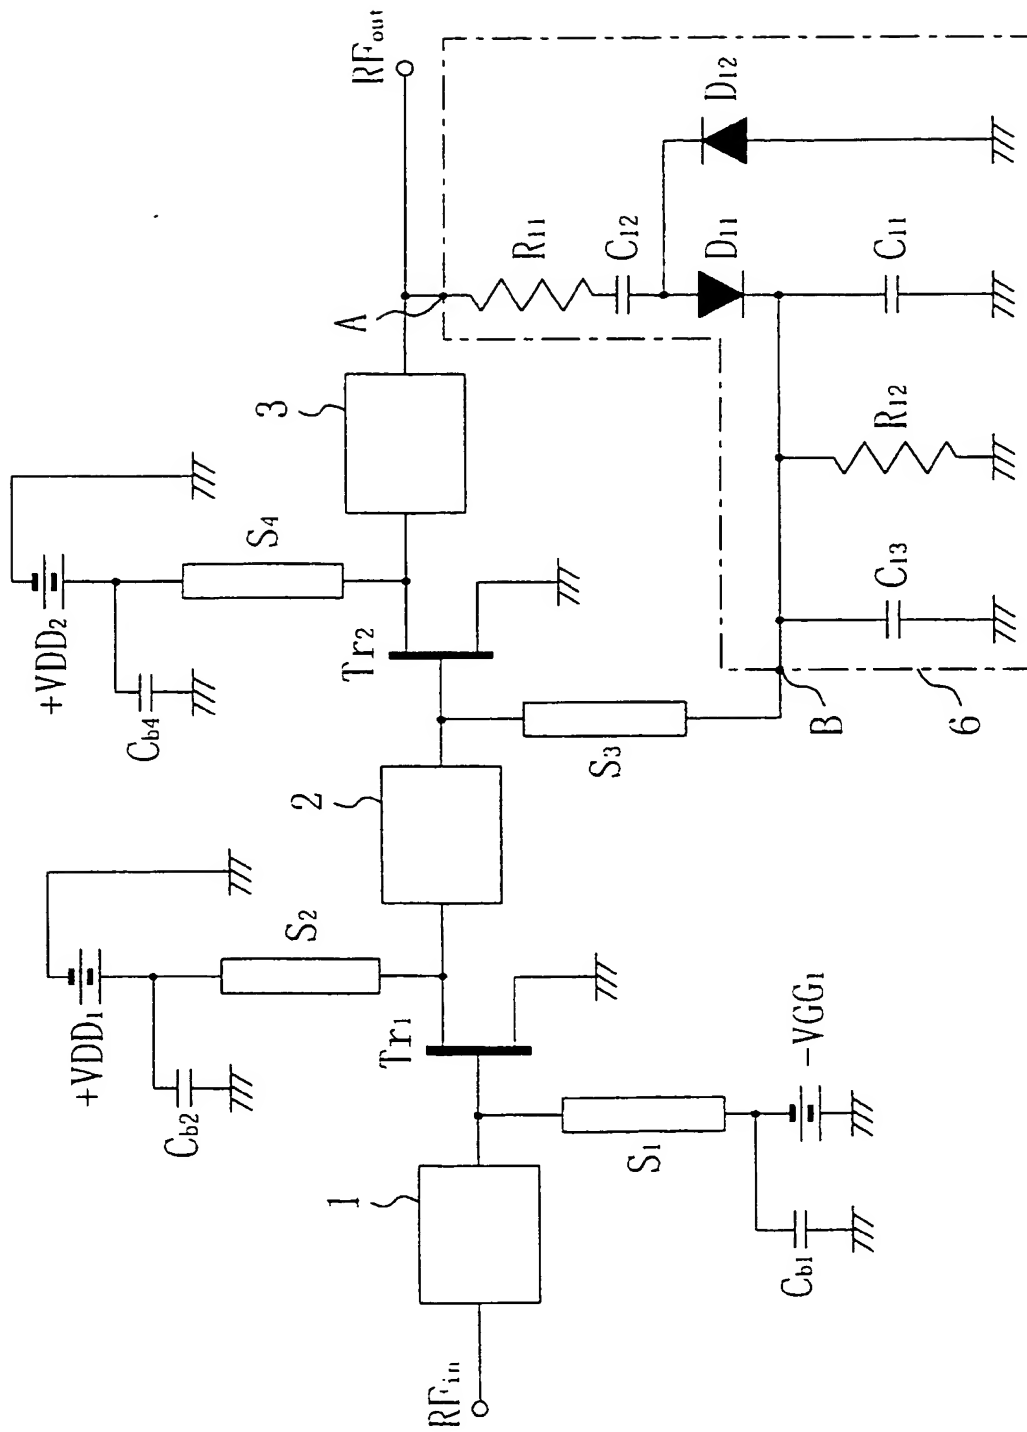 RFout
D12
R11
C12
D11
C11
A
3
R12
+VDD2
S4
Cb4
Tr2
C13
B
6
S3
2
+VDD1
S2
Cb2
Tr1
-VGG1
S1
Cb1
1
RFin